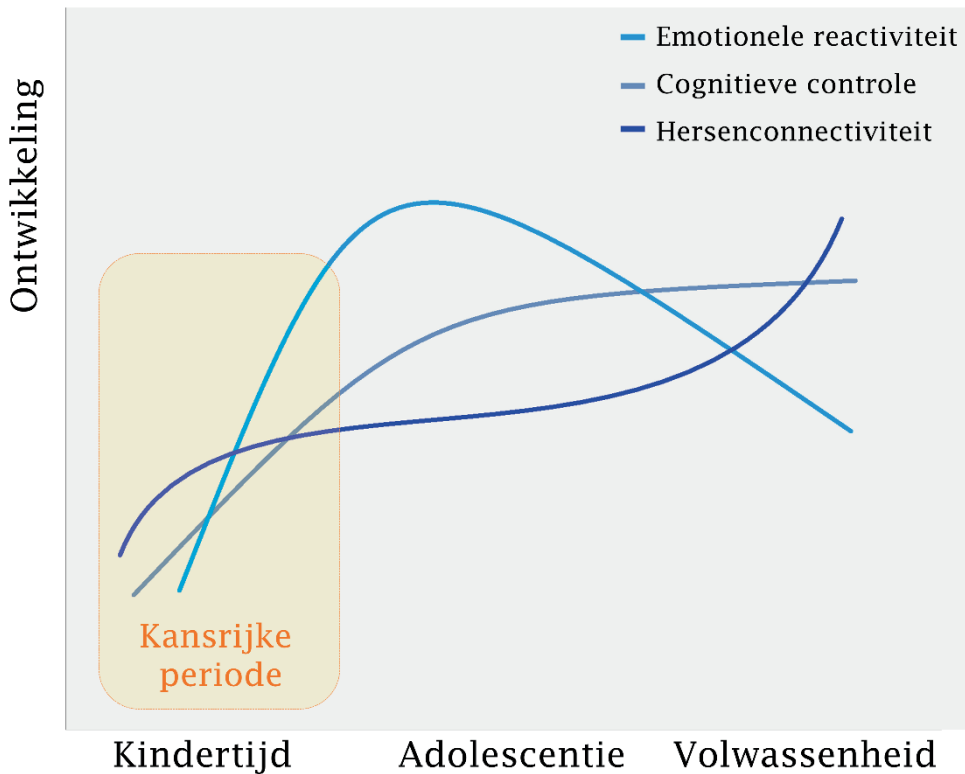 Emotionele reactiviteit
Cognitieve controle
Hersenconnectiviteit
Ontwikkeling
Kansrijke
periode
Kindertijd
Adolescentie
Volwassenheid